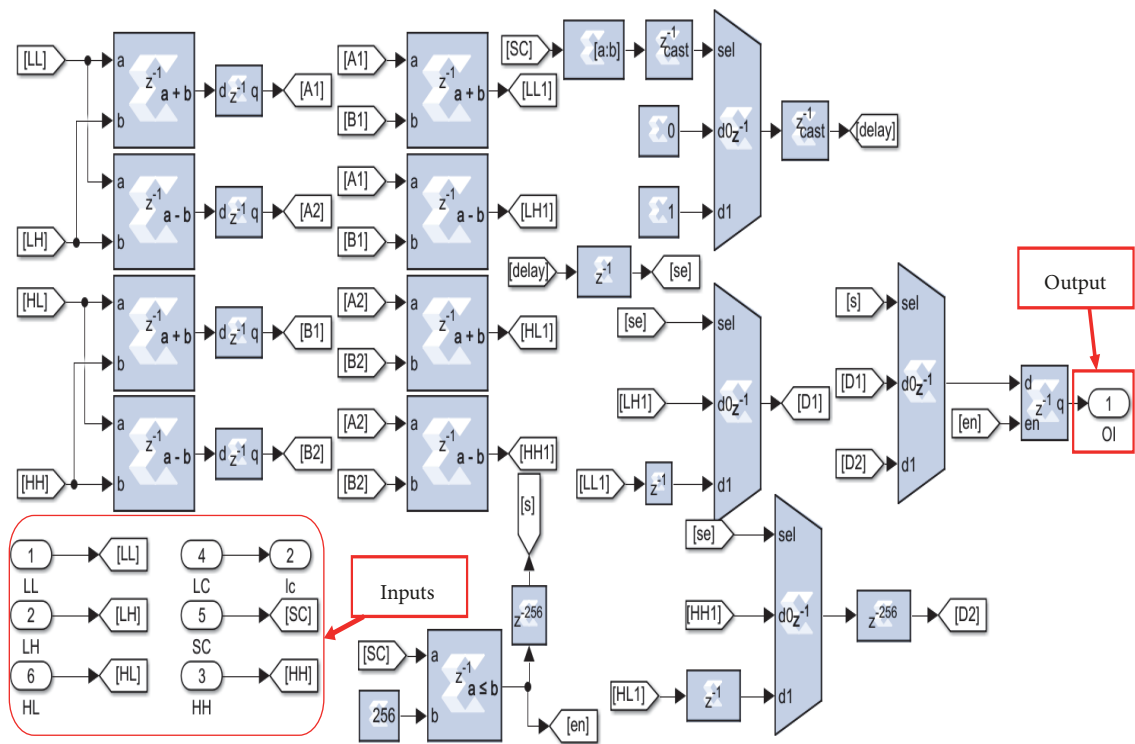 [LL]
a
b
z-1
a + b
d z-1 q
[A1]
[A1]
[B1]
a
b
z-1
a + b
[LL1]
[SC]
[a:b]
z-1
cast
sel
0
d0
z-1
1
d1
z-1
cast
[delay]
[LH]
a
b
z-1
a - b
d z-1 q
[A2]
[A1]
[B1]
a
b
z-1
a - b
[LH1]
[delay]
z-1
[se]
[HL]
a
b
z-1
a + b
d z-1 q
[B1]
[A2]
[B2]
a
b
z-1
a + b
[HL1]
[se]
sel
[LH1]
d0
z-1
[LL1]
z-1
d1
[D1]
[s]
sel
[D1]
d0
z-1
[D2]
d1
[en]
d
en
z-1 q
Output
1
OI
[HH]
a
b
z-1
a - b
d z-1 q
[B2]
[A2]
[B2]
a
b
z-1
a - b
[HH1]
[s]
z-256
[se]
sel
[HH1]
d0
z-1
[HL1]
z-1
d1
z-256
[D2]
1
[LL]
LL
4
2
LC
Ic
2
[LH]
LH
5
[SC]
SC
6
[HL]
HL
3
[HH]
HH
Inputs
[SC]
256
a
b
z-1
a ≤ b
[en]